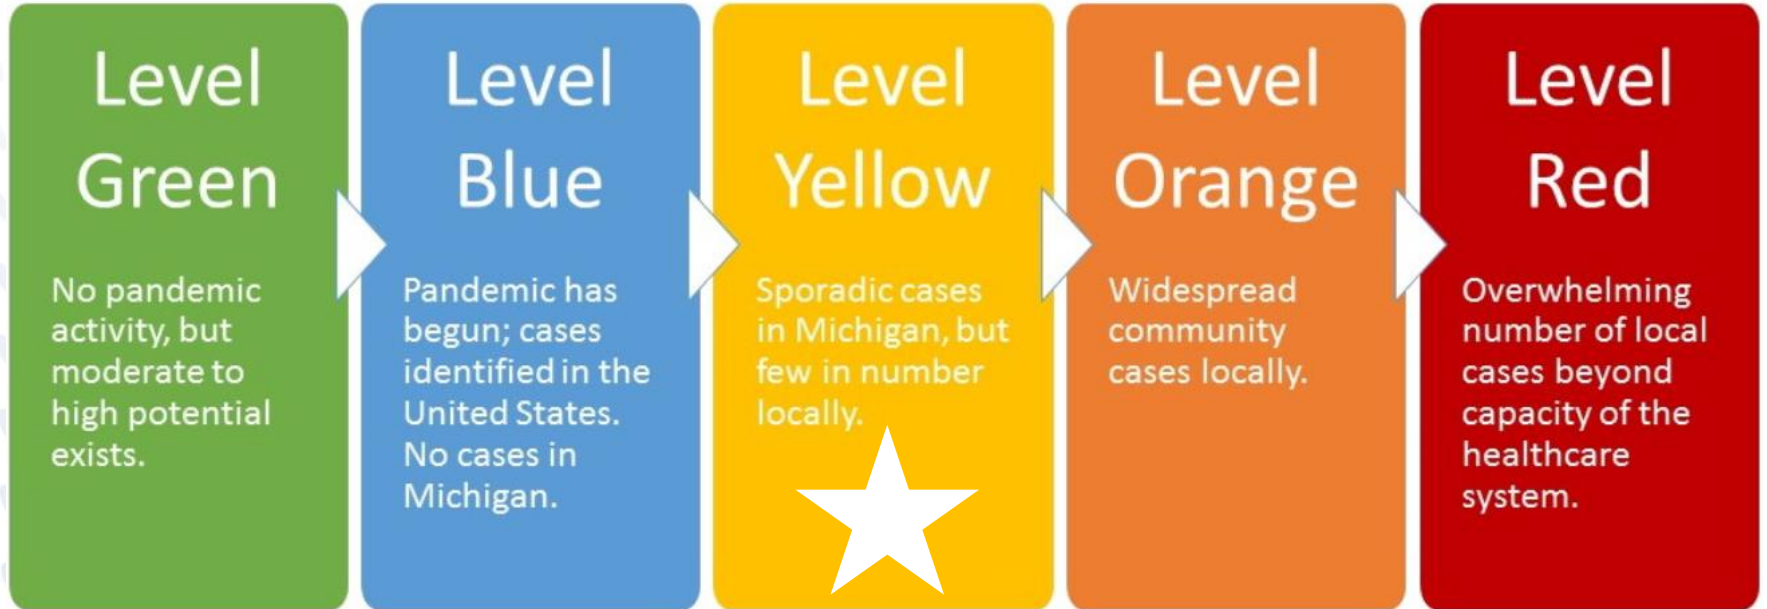 Level
Green
No pandemic
activity, but
moderate to
high potential
exists.
Level
Blue
Pandemic has
begun; cases
identified in the
United States.
No cases in
Michigan.
Level
Yellow
Sporadic cases
in Michigan, but
few in number
locally.
Level
Orange
Widespread
community
cases locally.
Level
Red
Overwhelming
number of local
cases beyond
capacity of the
healthcare
system.